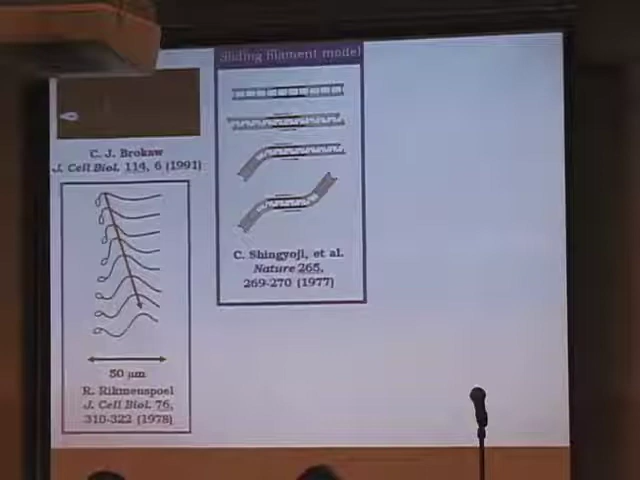 Sliding filament model
C. J. Brokaw
J. Cell Biol. 114, 6 (1991)
C. Shingyoji, et al.
Nature 265,
269-270 (1977)
50 μm
R. Rikmenspoel
J. Cell Biol. 76,
310-322 (1978)